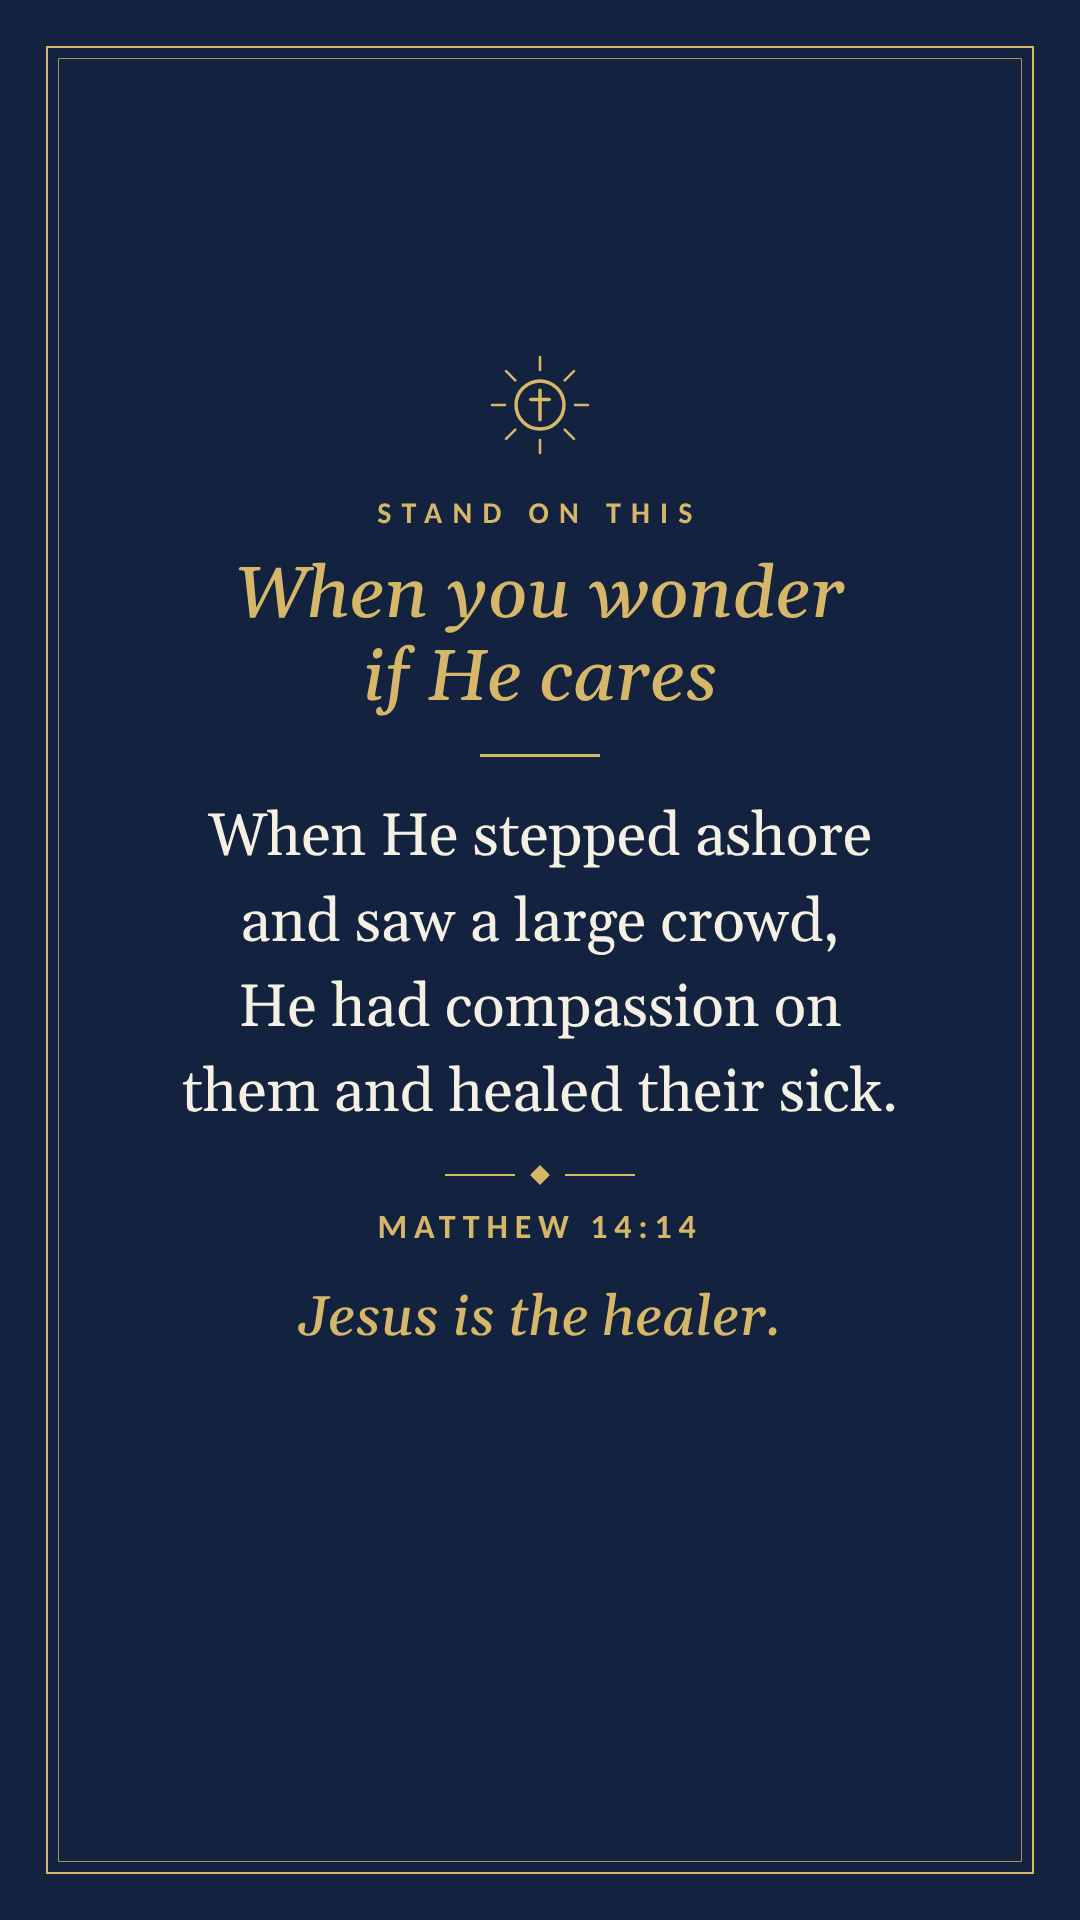 STAND ON THIS
When you wonder
if He cares
When He stepped ashore
and saw a large crowd,
He had compassion on
them and healed their sick.
MATTHEW 14:14
Jesus is the healer.